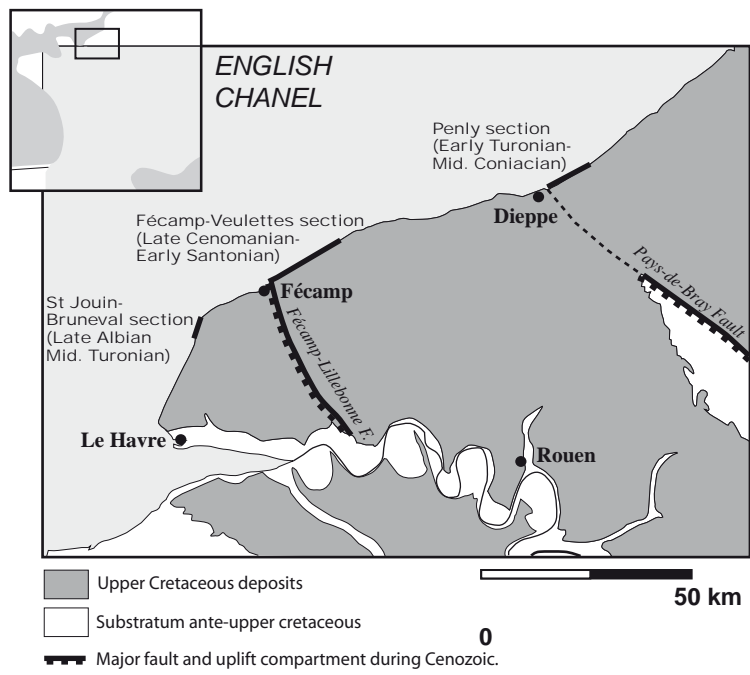 ENGLISH
CHANEL
Penly section
(Early Turonian-
Mid. Coniacian)
Dieppe
Fécamp-Veulettes section
(Late Cenomanian-
Early Santonian)
Pays-de-Bray Fault
Fécamp
St Jouin-
Bruneval section
(Late Albian
Mid. Turonian)
Fécamp-Lillebonne F.
Le Havre
Rouen
Upper Cretaceous deposits
50 km
Substratum ante-upper cretaceous
0
Major fault and uplift compartment during Cenozoic.